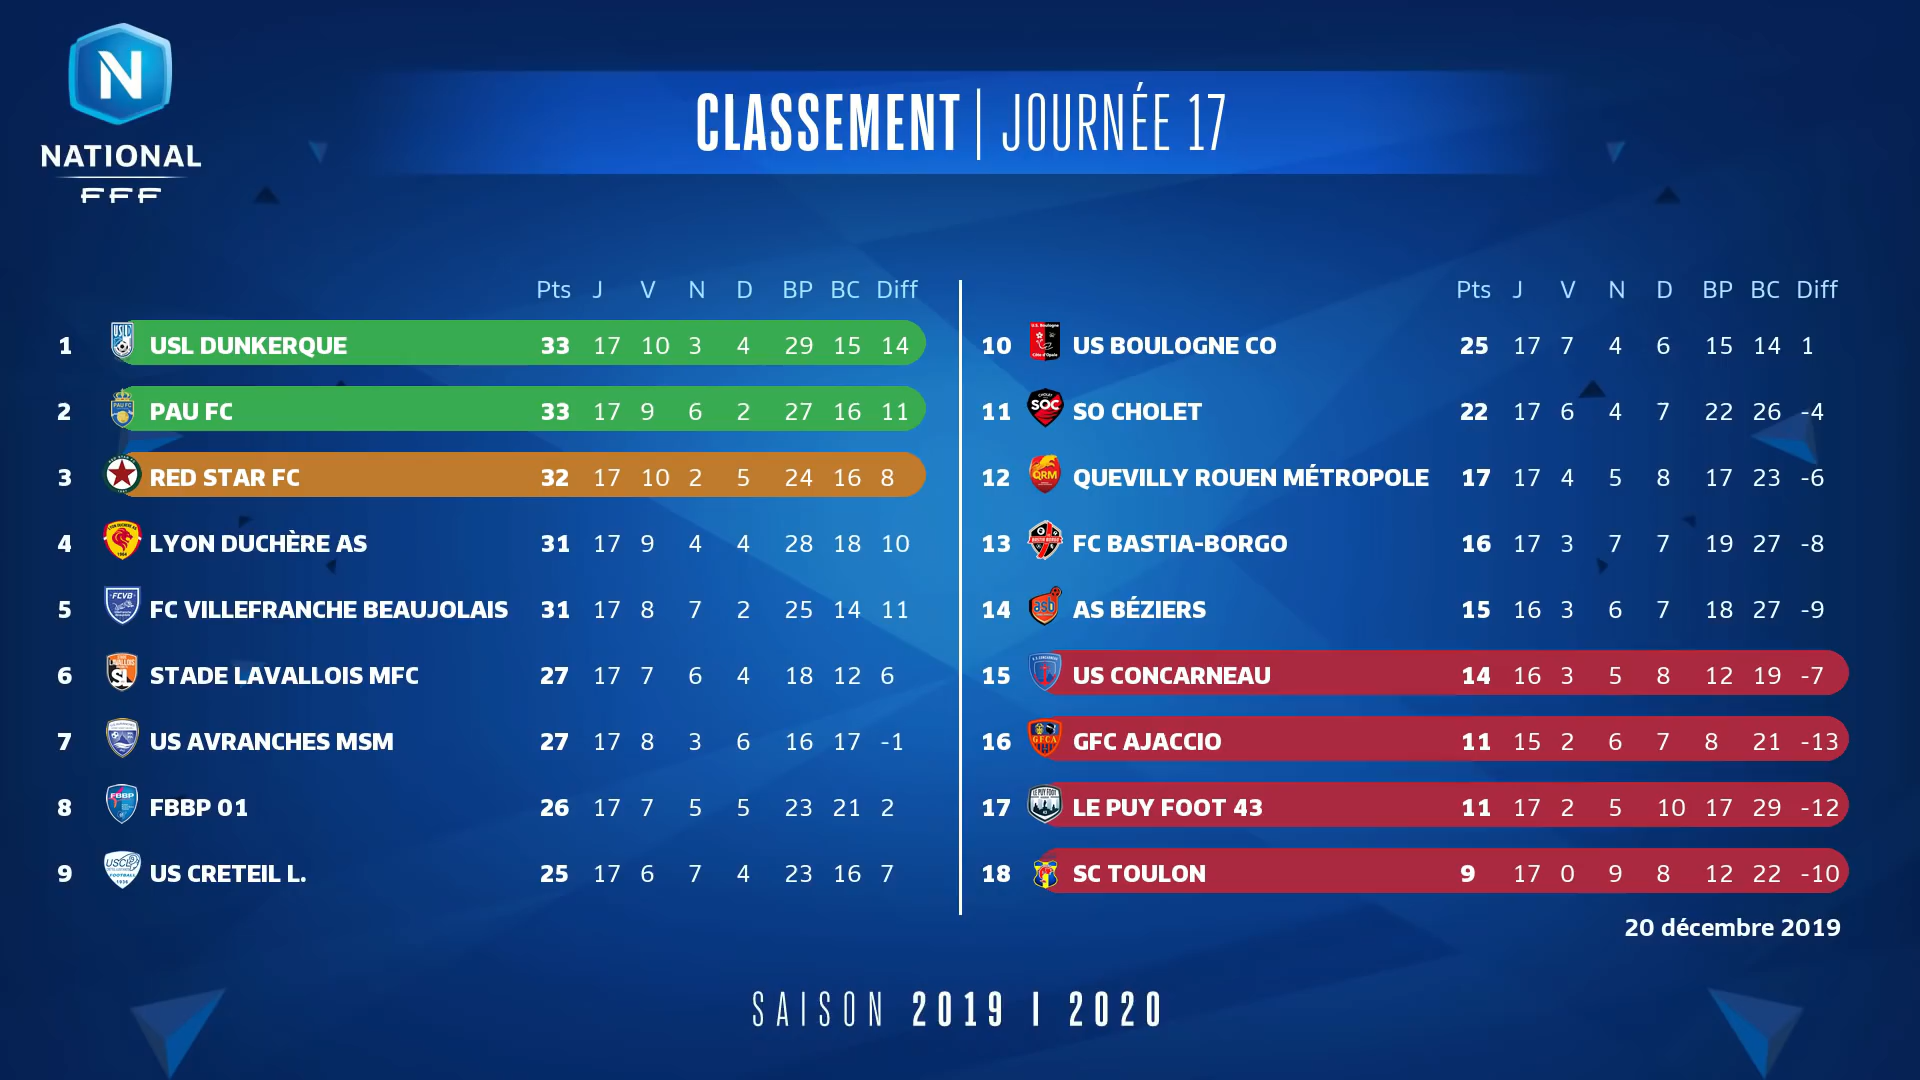 N
NATIONAL
FFF
CLASSEMENT | JOURNÉE 17
Pts J V N D BP BC Diff
1 USL DUNKERQUE 33 17 10 3 4 29 15 14
2 PAU FC 33 17 9 6 2 27 16 11
3 RED STAR FC 32 17 10 2 5 24 16 8
4 LYON DUCHÈRE AS 31 17 9 4 4 28 18 10
5 FC VILLEFRANCHE BEAUJOLAIS 31 17 8 7 2 25 14 11
6 STADE LAVALLOIS MFC 27 17 7 6 4 18 12 6
7 US AVRANCHES MSM 27 17 8 3 6 16 17 -1
8 FBBP 01 26 17 7 5 5 23 21 2
9 US CRETEIL L. 25 17 6 7 4 23 16 7
Pts J V N D BP BC Diff
10 US BOULOGNE CO 25 17 7 4 6 15 14 1
11 SO CHOLET 22 17 6 4 7 22 26 -4
12 QUEVILLY ROUEN MÉTROPOLE 17 17 4 5 8 17 23 -6
13 FC BASTIA-BORGO 16 17 3 7 7 19 27 -8
14 AS BÉZIERS 15 16 3 6 7 18 27 -9
15 US CONCARNEAU 14 16 3 5 8 12 19 -7
16 GFC AJACCIO 11 15 2 6 7 8 21 -13
17 LE PUY FOOT 43 11 17 2 5 10 17 29 -12
18 SC TOULON 9 17 0 9 8 12 22 -10
20 décembre 2019
SAISON 2019 I 2020